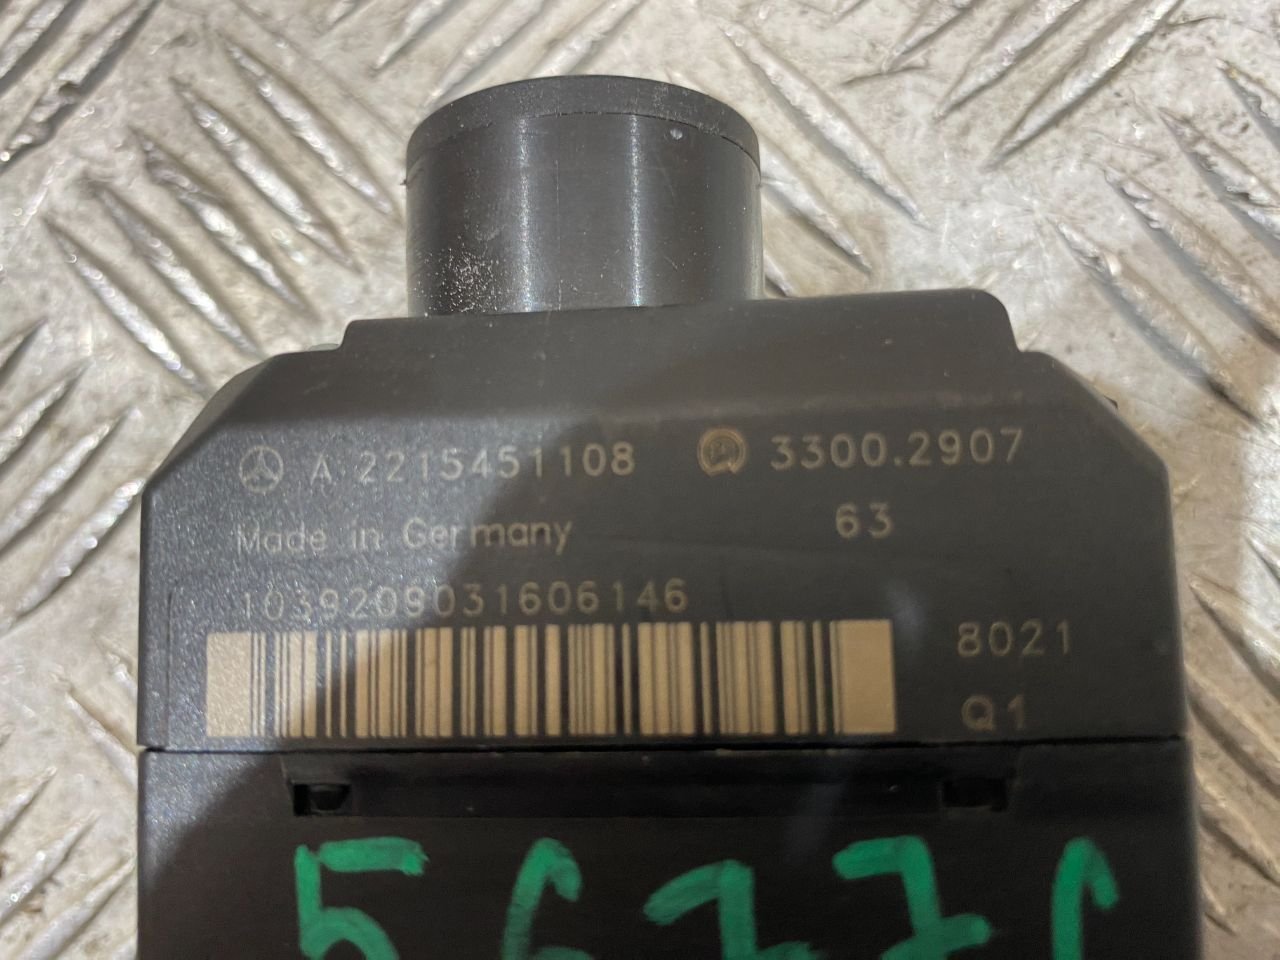 A 2215451108 3300.2907
Made in Germany 63
1039209031606146
8021
Q1